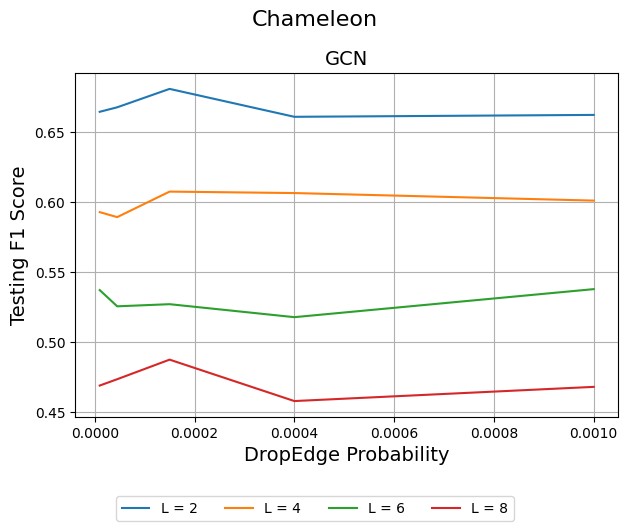 Chameleon
GCN
Testing F1 Score
0.65
0.60
0.55
0.50
0.45
0.0000 0.0002 0.0004 0.0006 0.0008 0.0010
DropEdge Probability
L = 2 L = 4 L = 6 L = 8